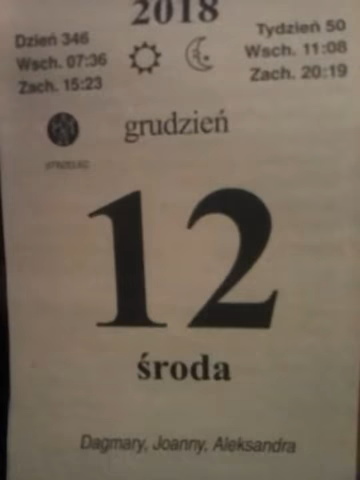 2018
Dzień 346
Wsch. 07:36
Zach. 15:23
Tydzień 50
Wsch. 11:08
Zach. 20:19
grudzień
STRZELEC
12
środa
Dagmary, Joanny, Aleksandra